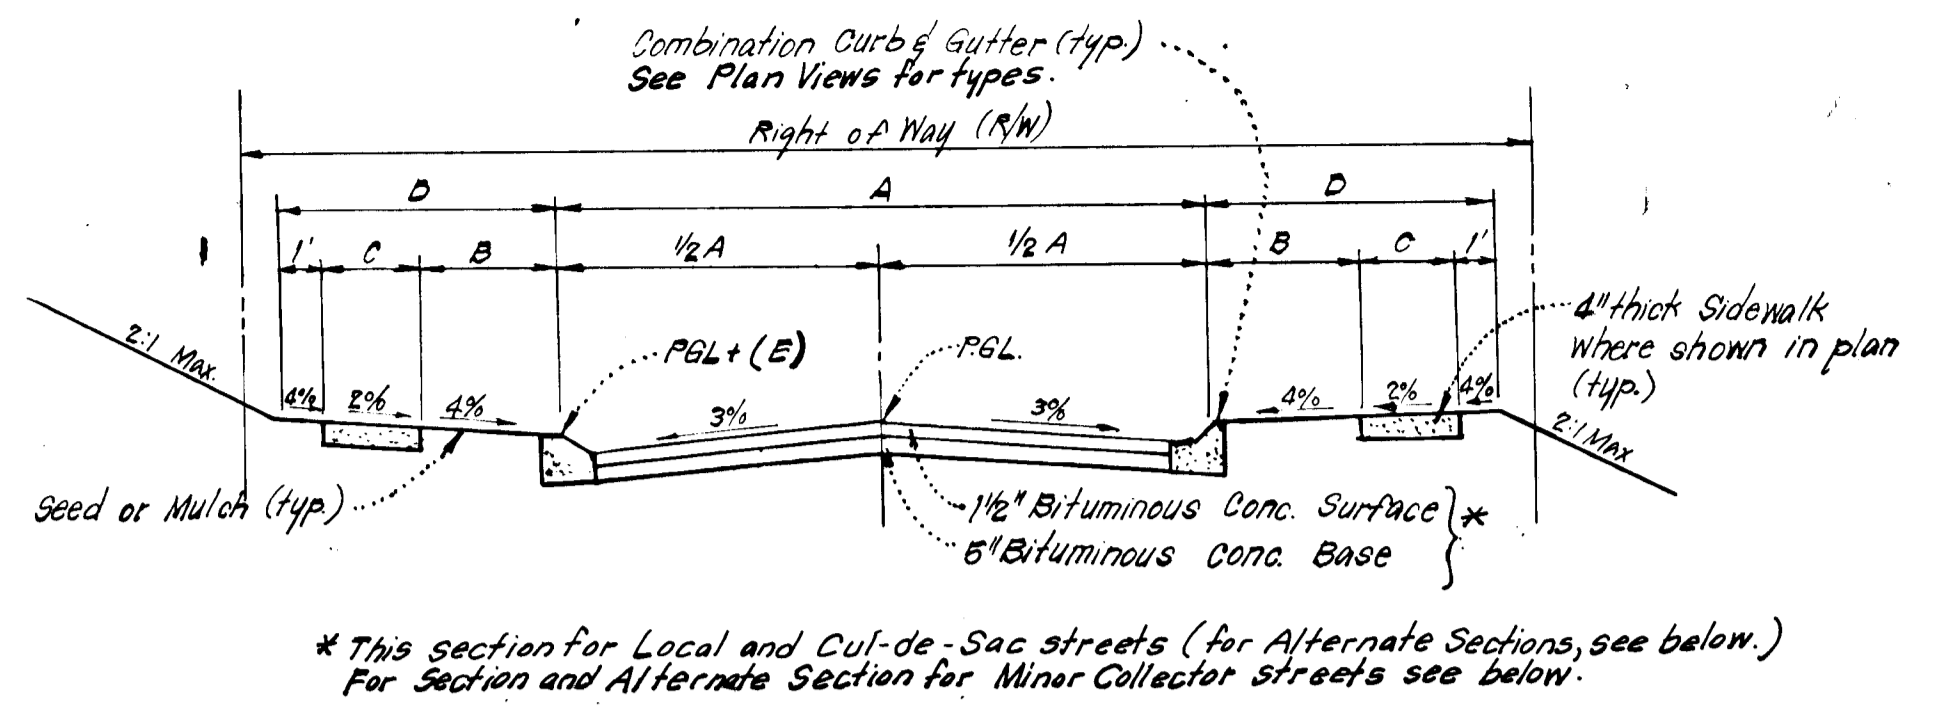 Combination Curb & Gutter (typ.)
See Plan Views for types.
Right of Way (R/W)
D A D
1' C B 1/2 A 1/2 A B C 1'
2:1 Max.
4% 2% 4%
PGL + (E)
P.G.L.
3% 3%
4% 2% 4%
4" thick Sidewalk
where shown in plan
(typ.)
2:1 Max
Seed or Mulch (typ.)
1 1/2" Bituminous Conc. Surface } *
5" Bituminous Conc. Base
* This section for Local and Cul-de-Sac streets (for Alternate Sections, see below.)
For Section and Alternate Section for Minor Collector streets see below.